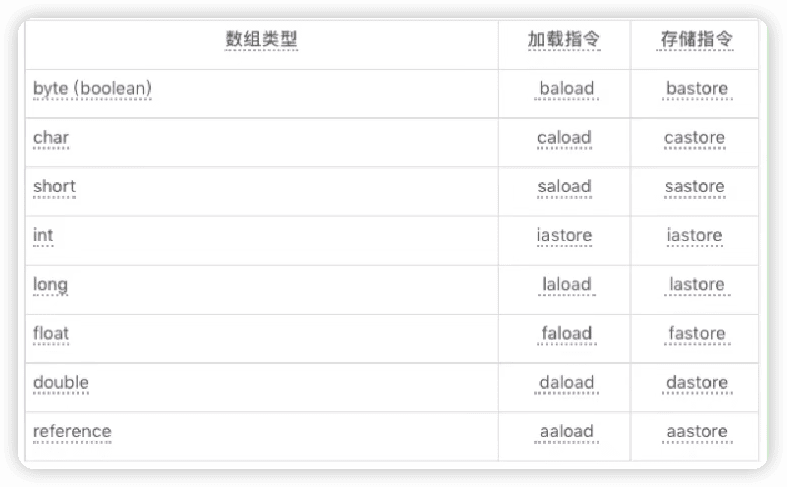 数组类型 加载指令 存储指令
byte (boolean) baload bastore
char caload castore
short saload sastore
int iastore iastore
long laload lastore
float faload fastore
double daload dastore
reference aaload aastore